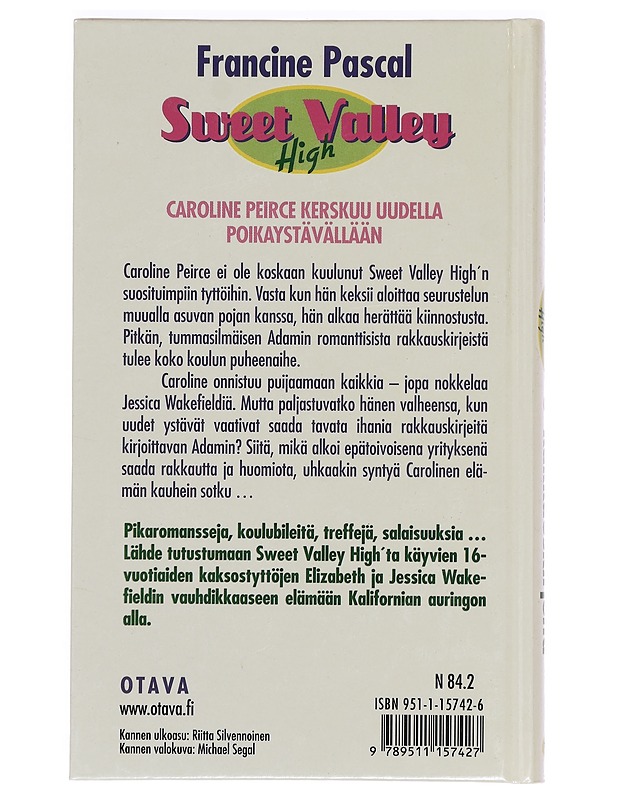 Francine Pascal
Sweet Valley
High
CAROLINE PEIRCE KERSKUU UUDELLA
POIKAYSTÄVÄLLÄÄN
Caroline Peirce ei ole koskaan kuulunut Sweet Valley High´n
suosituimpiin tyttöihin. Vasta kun hän keksii aloittaa seurustelun
muualla asuvan pojan kanssa, hän alkaa herättää kiinnostusta.
Pitkän, tummasilmäisen Adamin romanttisista rakkauskirjeistä
tulee koko koulun puheenaihe.
Caroline onnistuu puijaamaan kaikkia – jopa nokkelaa
Jessica Wakefieldiä. Mutta paljastuvatko hänen valheensa, kun
uudet ystävät vaativat saada tavata ihania rakkauskirjeitä
kirjoittavan Adamin? Siitä, mikä alkoi epätoivoisena yrityksenä
saada rakkautta ja huomiota, uhkaakin syntyä Carolinen elä-
män kauhein sotku ...
Pikaromansseja, koulubileitä, treffejä, salaisuuksia ...
Lähde tutustumaan Sweet Valley High´ta käyvien 16-
vuotiaiden kaksostyttöjen Elizabeth ja Jessica Wake-
fieldin vauhdikkaaseen elämään Kalifornian auringon
alla.
OTAVA
www.otava.fi
Kannen ulkoasu: Riitta Silvennoinen
Kannen valokuva: Michael Segal
N 84.2
ISBN 951-1-15742-6
9 789511 157427